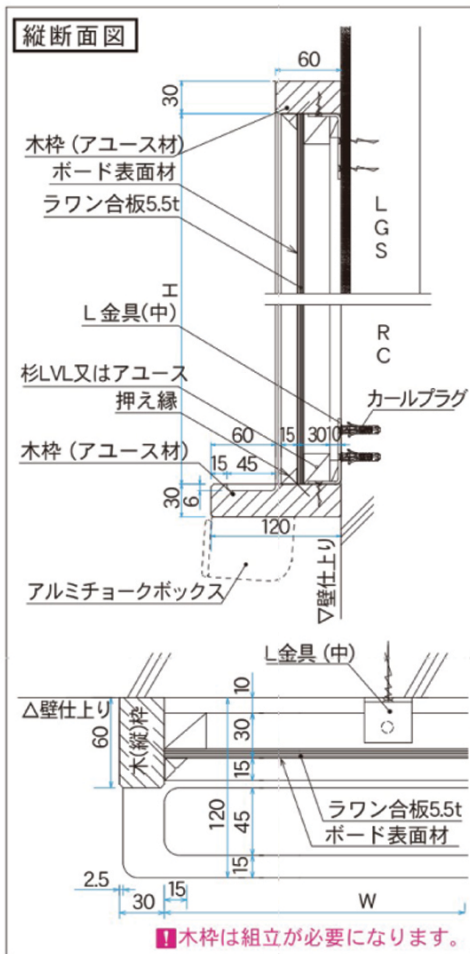 縦断面図
60
30
木枠（アユース材）
ボード表面材
ラワン合板5.5t
LGS
H
L金具(中)
RC
杉LVL又はアユース
カールプラグ
押え縁
60
15
30
10
木枠（アユース材）
15
45
30
6
120
アルミチョークボックス
▽壁仕上り
L金具（中）
△壁仕上り
10
60
木(縦)枠
30
15
120
45
ラワン合板5.5t
ボード表面材
15
2.5
30
15
W
!木枠は組立が必要になります。